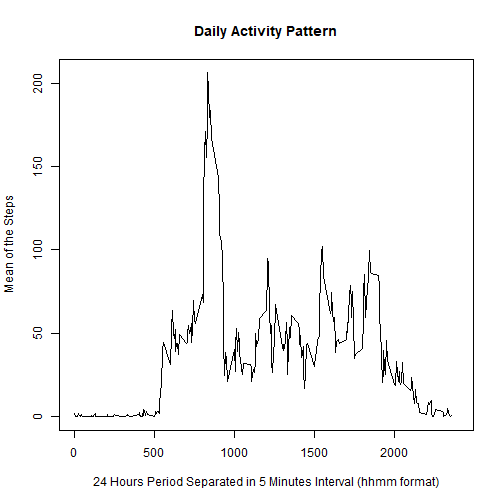 Daily Activity Pattern
Mean of the Steps
200
150
100
50
0
0 500 1000 1500 2000
24 Hours Period Separated in 5 Minutes Interval (hhmm format)